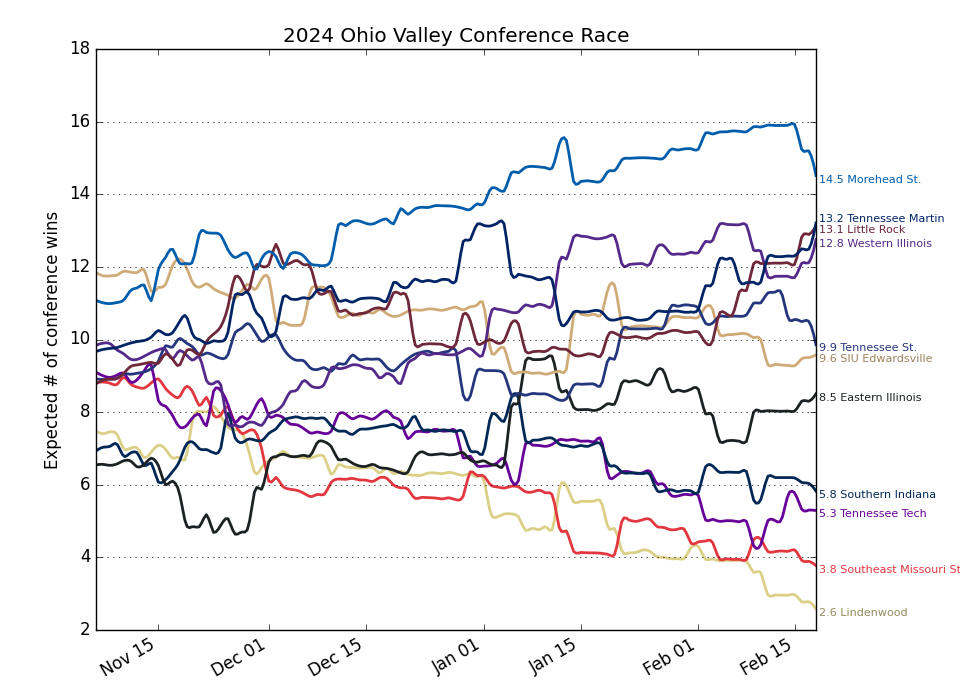 2024 Ohio Valley Conference Race
Expected # of conference wins
18
16
14
12
10
8
6
4
2
Nov 15
Dec 01
Dec 15
Jan 01
Jan 15
Feb 01
Feb 15
14.5 Morehead St.
13.2 Tennessee Martin
13.1 Little Rock
12.8 Western Illinois
9.9 Tennessee St.
9.6 SIU Edwardsville
8.5 Eastern Illinois
5.8 Southern Indiana
5.3 Tennessee Tech
3.8 Southeast Missouri St
2.6 Lindenwood